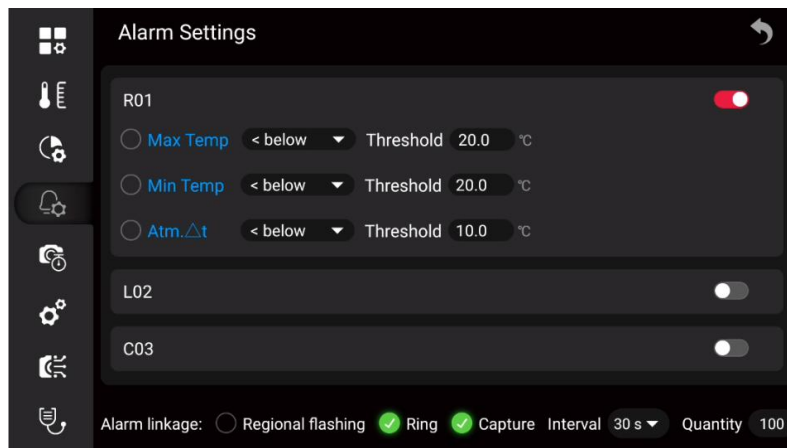 Alarm Settings
R01
Max Temp < below Threshold 20.0 ℃
Min Temp < below Threshold 20.0 ℃
Atm.△t < below Threshold 10.0 ℃
L02
C03
Alarm linkage: Regional flashing Ring Capture Interval 30 s Quantity 100